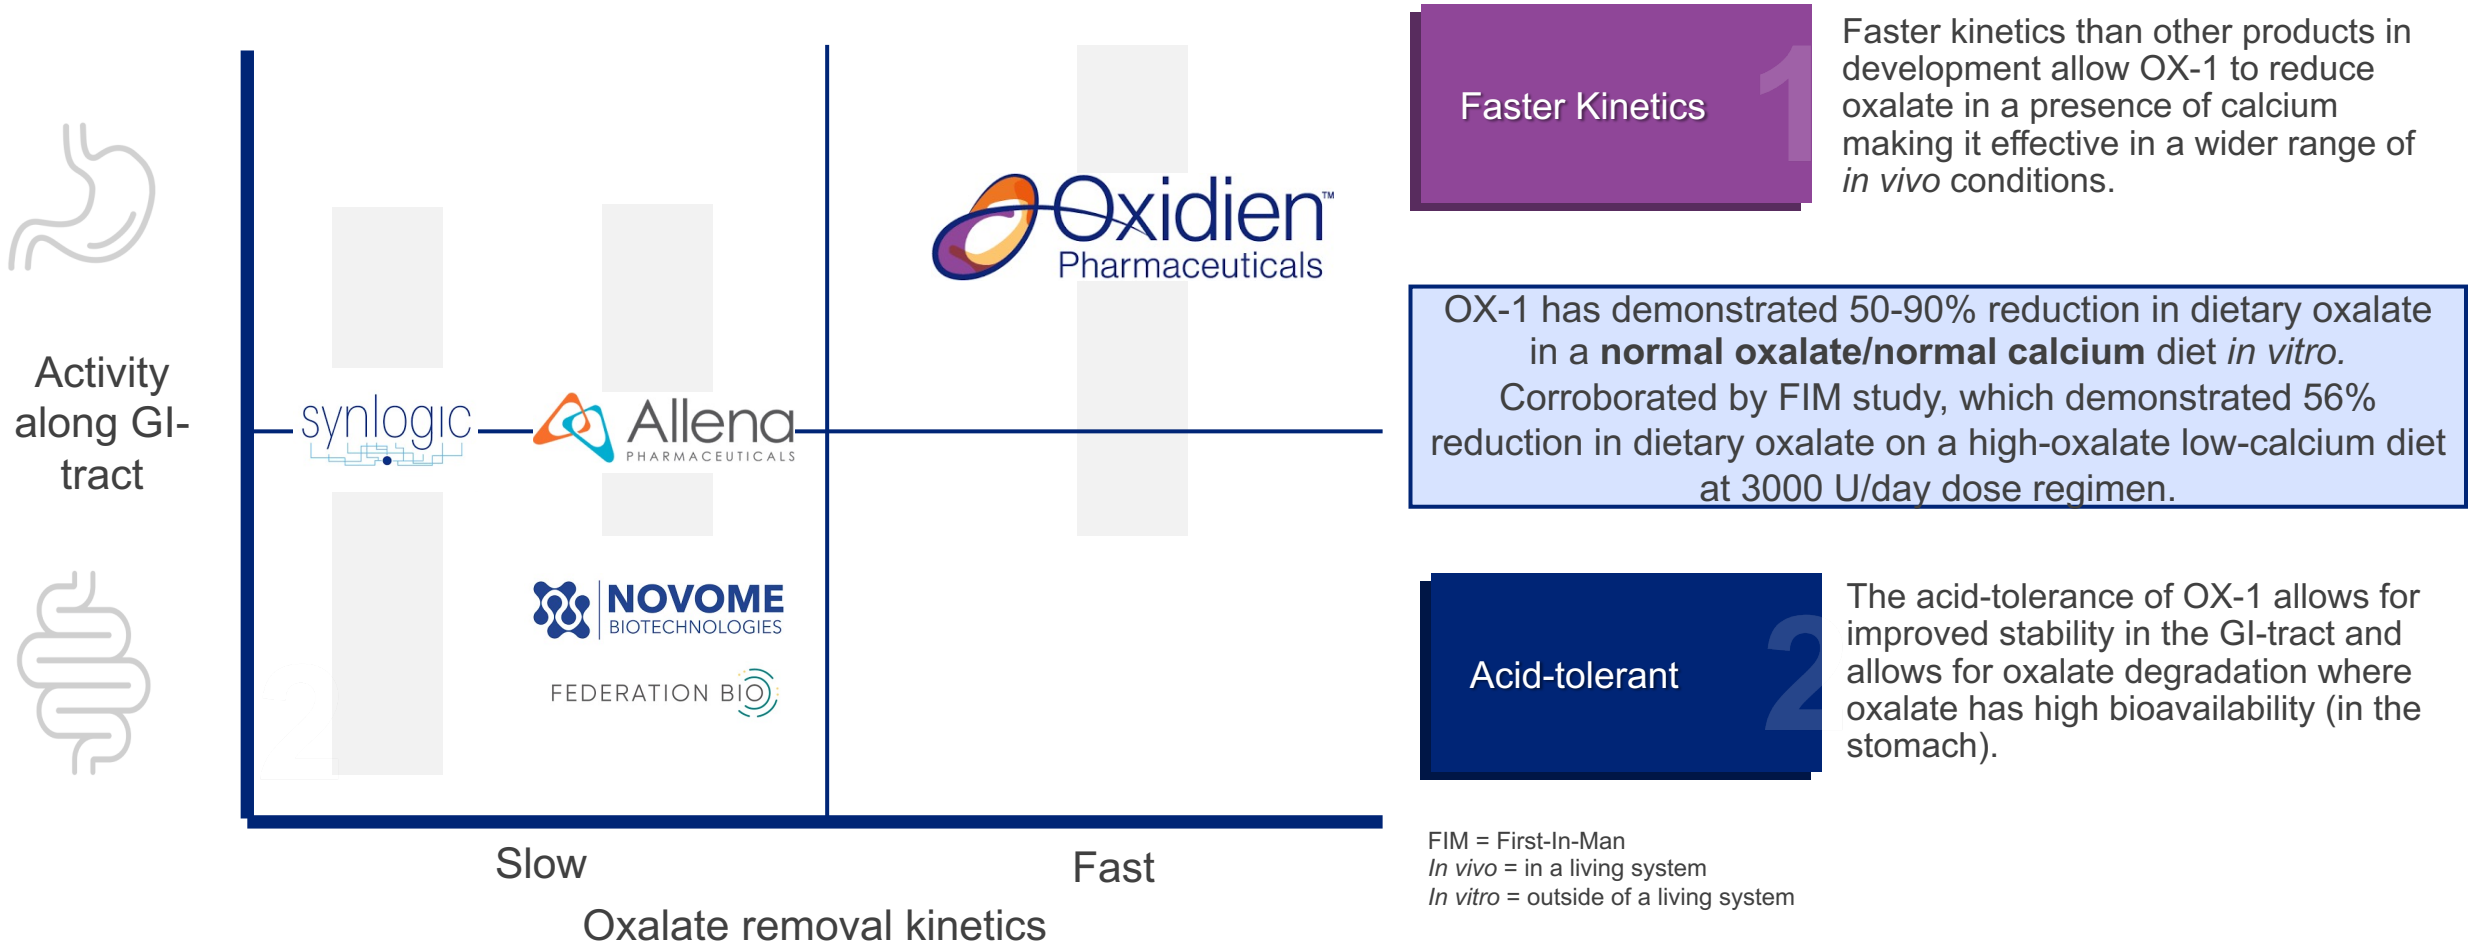 Activity
along GI-
tract
synlogic
Allena
PHARMACEUTICALS
NOVOME
BIOTECHNOLOGIES
FEDERATION BIO
Oxidien™
Pharmaceuticals
Slow
Fast
Oxalate removal kinetics
Faster Kinetics
1
Faster kinetics than other products in
development allow OX-1 to reduce
oxalate in a presence of calcium
making it effective in a wider range of
in vivo conditions.
OX-1 has demonstrated 50-90% reduction in dietary oxalate
in a normal oxalate/normal calcium diet in vitro.
Corroborated by FIM study, which demonstrated 56%
reduction in dietary oxalate on a high-oxalate low-calcium diet
at 3000 U/day dose regimen.
Acid-tolerant
2
The acid-tolerance of OX-1 allows for
improved stability in the GI-tract and
allows for oxalate degradation where
oxalate has high bioavailability (in the
stomach).
FIM = First-In-Man
In vivo = in a living system
In vitro = outside of a living system